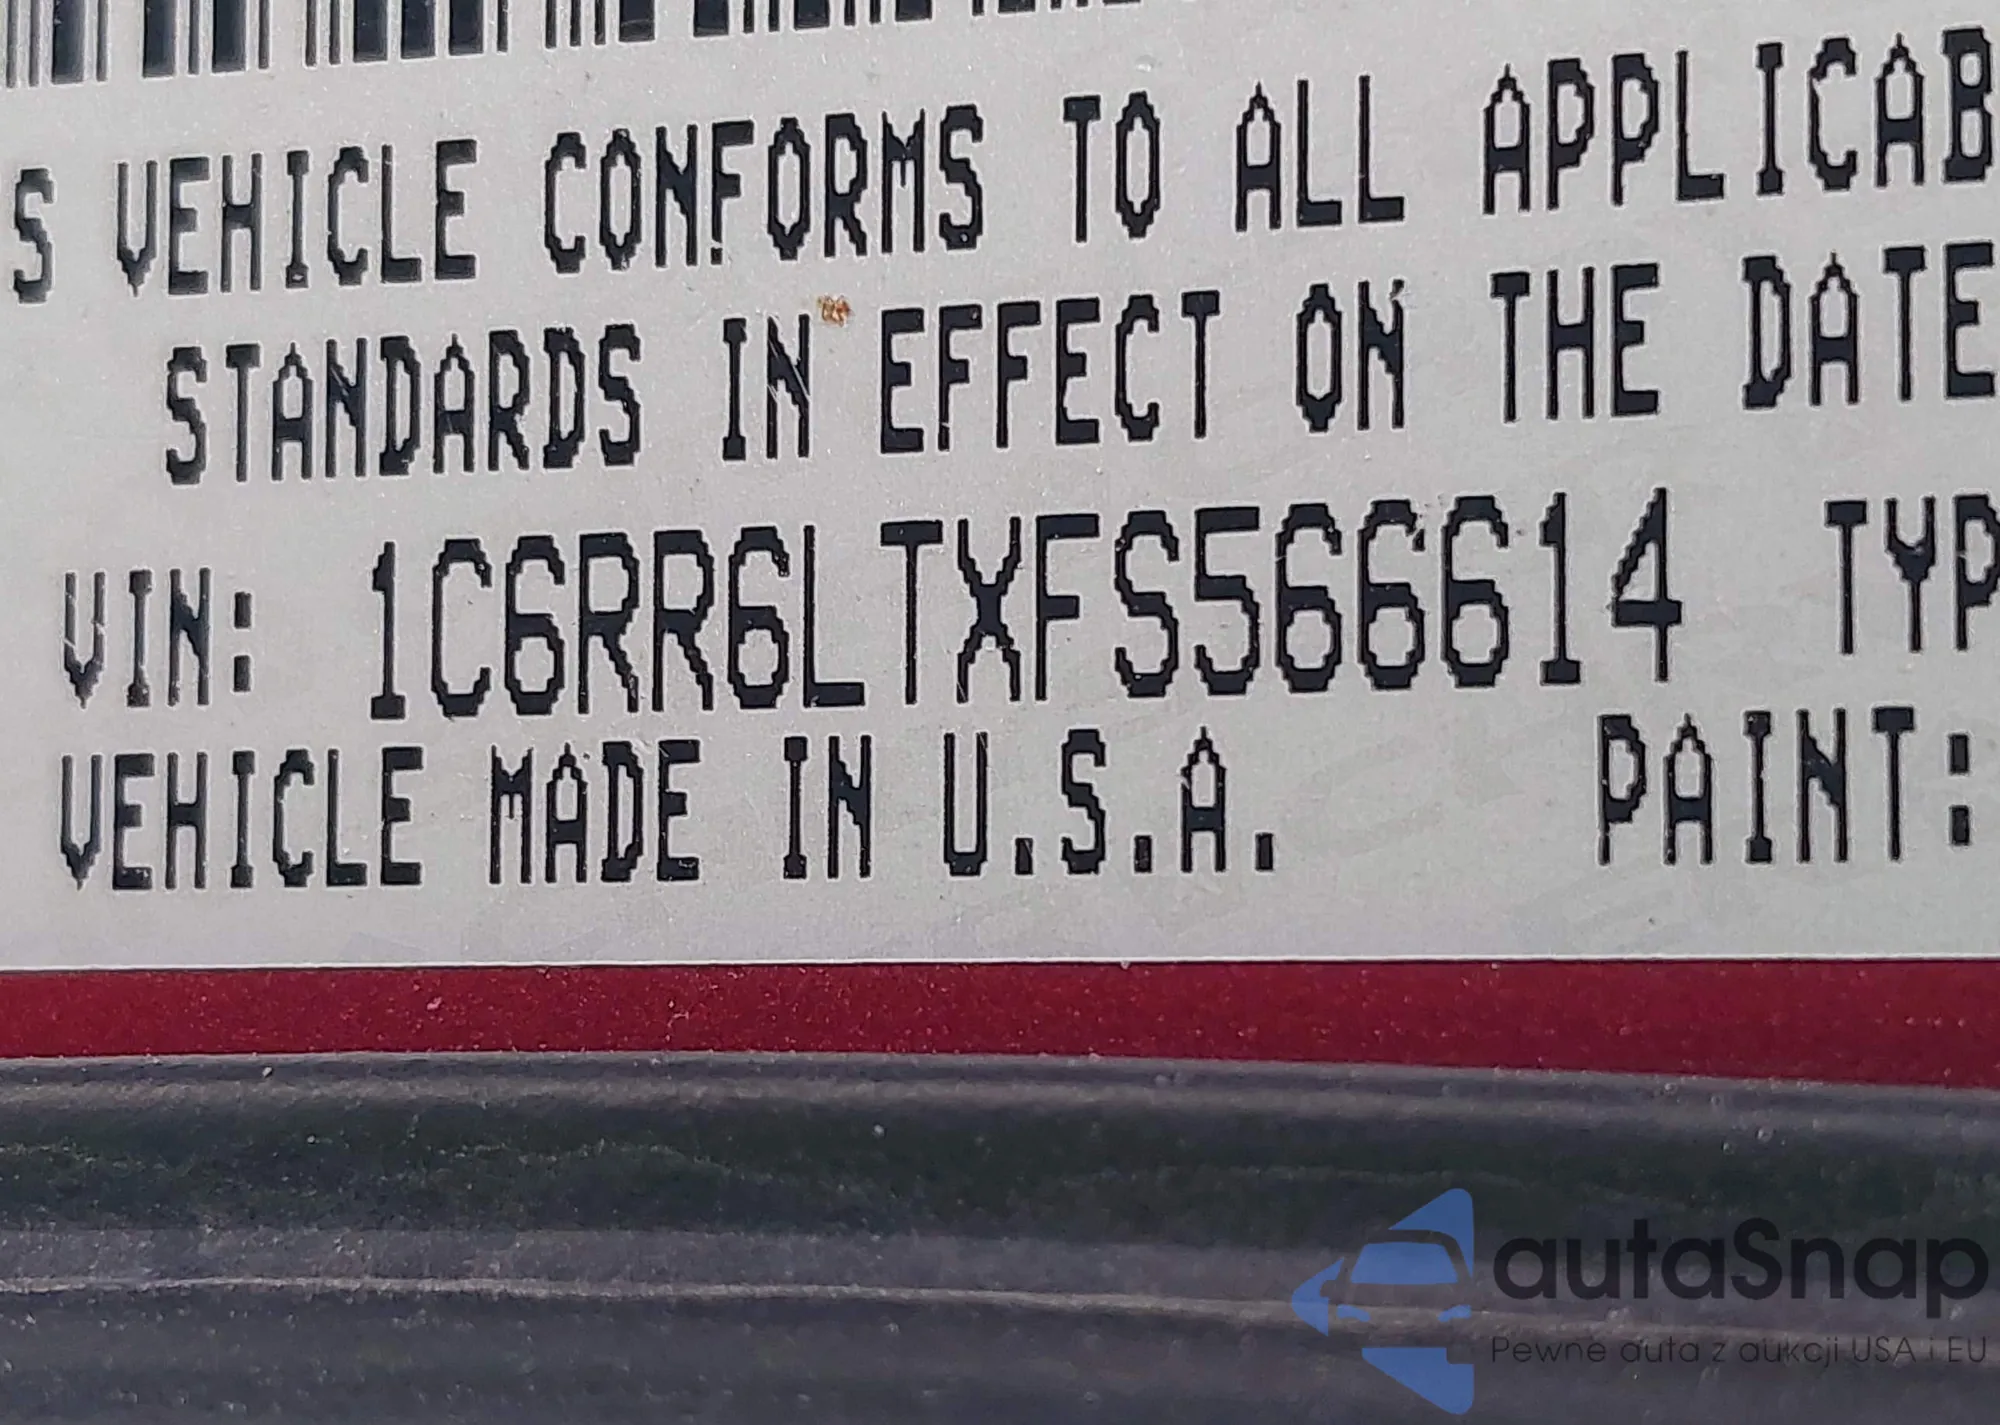 S VEHICLE CONFORMS TO ALL APPLICAB
STANDARDS IN EFFECT ON THE DATE
VIN: 1C6RR6LTXFS566614 TYP
VEHICLE MADE IN U.S.A. PAINT:
autaSnap
Pewne auta z aukcji USA i EU